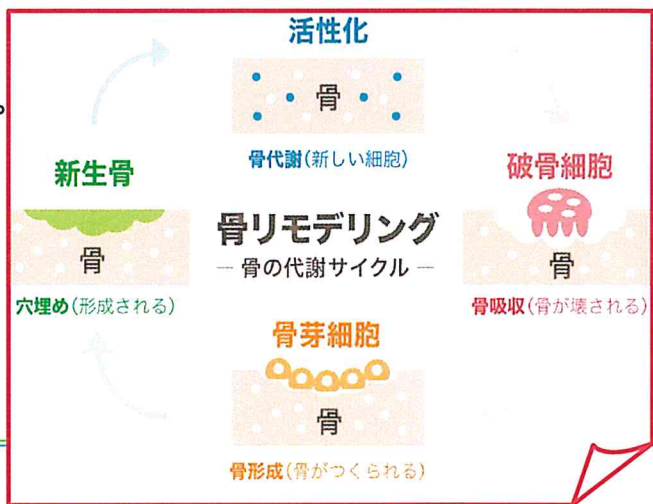 活性化
骨
骨代謝(新しい細胞)
破骨細胞
骨
骨吸収(骨が壊される)
骨リモデリング
― 骨の代謝サイクル ―
骨芽細胞
骨
骨形成(骨がつくられる)
新生骨
骨
穴埋め(形成される)